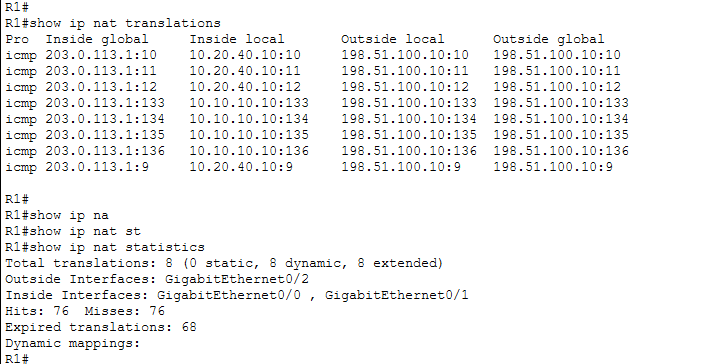 R1#
R1#show ip nat translations
Pro  Inside global     Inside local       Outside local      Outside global
icmp 203.0.113.1:10    10.20.40.10:10     198.51.100.10:10   198.51.100.10:10
icmp 203.0.113.1:11    10.20.40.10:11     198.51.100.10:11   198.51.100.10:11
icmp 203.0.113.1:12    10.20.40.10:12     198.51.100.10:12   198.51.100.10:12
icmp 203.0.113.1:133   10.10.10.10:133    198.51.100.10:133  198.51.100.10:133
icmp 203.0.113.1:134   10.10.10.10:134    198.51.100.10:134  198.51.100.10:134
icmp 203.0.113.1:135   10.10.10.10:135    198.51.100.10:135  198.51.100.10:135
icmp 203.0.113.1:136   10.10.10.10:136    198.51.100.10:136  198.51.100.10:136
icmp 203.0.113.1:9     10.20.40.10:9      198.51.100.10:9    198.51.100.10:9
R1#
R1#show ip na
R1#show ip nat st
R1#show ip nat statistics
Total translations: 8 (0 static, 8 dynamic, 8 extended)
Outside Interfaces: GigabitEthernet0/2
Inside Interfaces: GigabitEthernet0/0 , GigabitEthernet0/1
Hits: 76  Misses: 76
Expired translations: 68
Dynamic mappings:
R1#